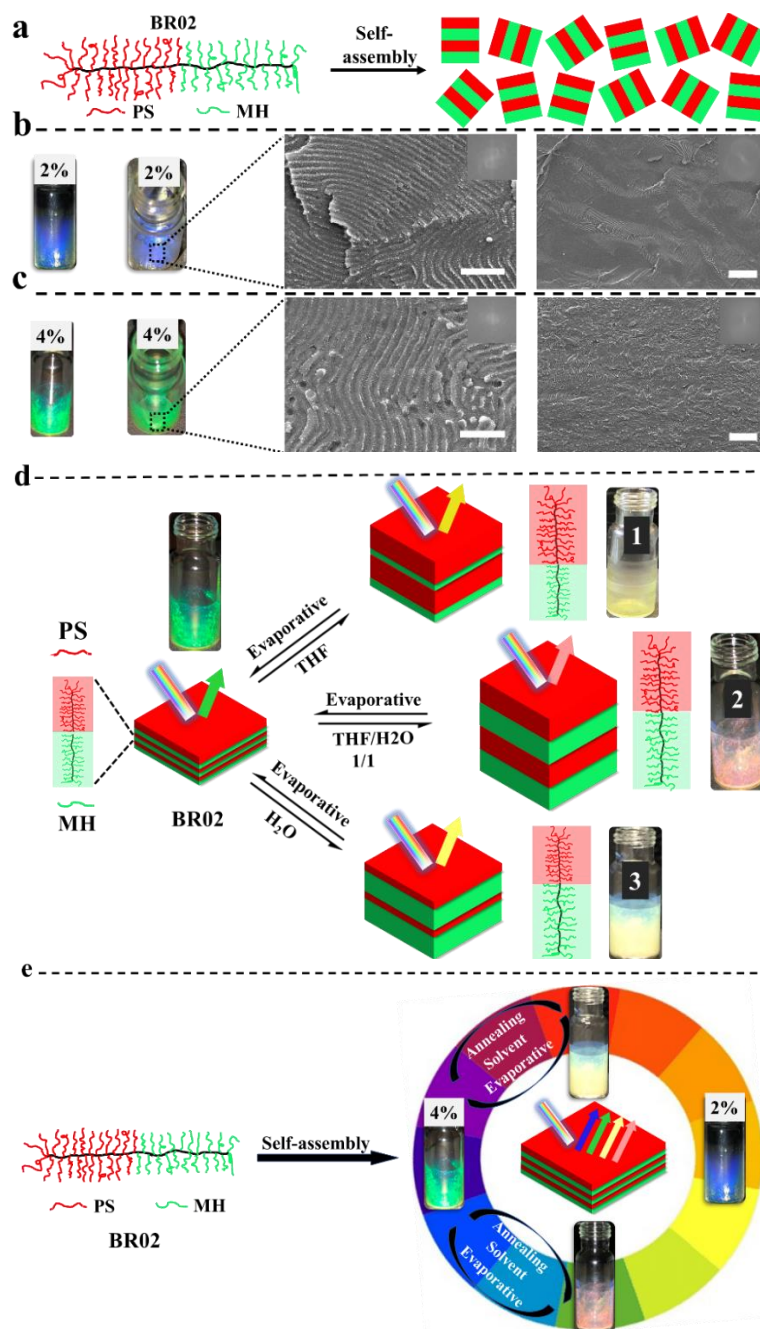 a
BR02
Self-
assembly
PS
MH
b
2%
2%
c
4%
4%
d
1
PS
Evaporative
THF
Evaporative
THF/H2O
1/1
2
MH
BR02
Evaporative
H₂O
3
e
Annealing
Solvent
Evaporative
4%
2%
Self-assembly
PS
MH
BR02
Annealing
Solvent
Evaporative